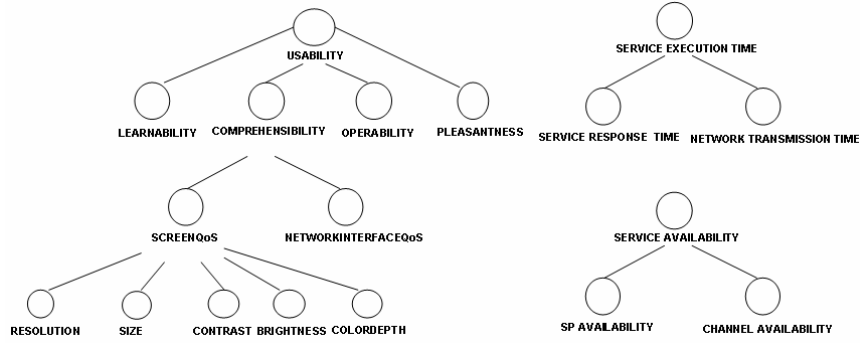 USABILITY
SERVICE EXECUTION TIME
LEARNABILITY
COMPREHENSIBILITY
OPERABILITY
PLEASANTNESS
SERVICE RESPONSE TIME
NETWORK TRANSMISSION TIME
SCREENQoS
NETWORKINTERFACEQoS
SERVICE AVAILABILITY
RESOLUTION
SIZE
CONTRAST
BRIGHTNESS
COLORDEPTH
SP AVAILABILITY
CHANNEL AVAILABILITY